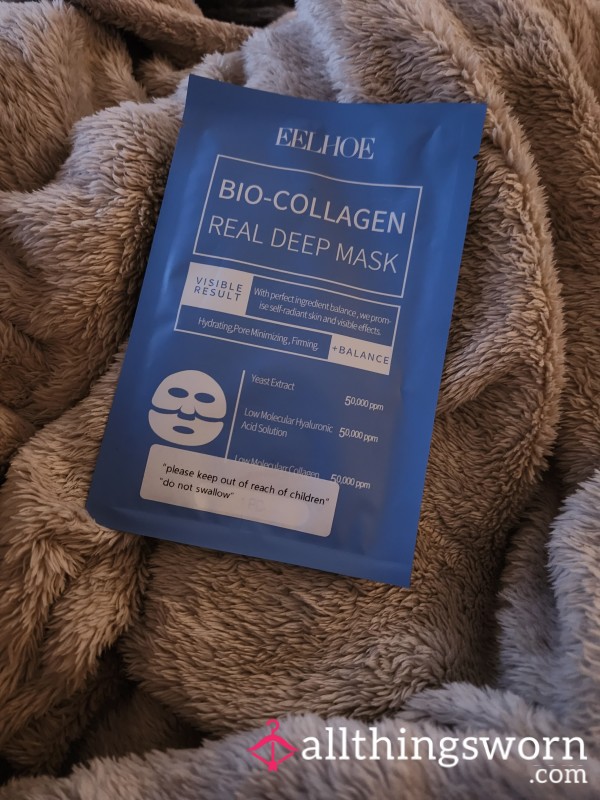 EELHOE
BIO-COLLAGEN
REAL DEEP MASK
VISIBLE
RESULT
With perfect ingredient balance, we prom-
ise self-radiant skin and visible effects.
Hydrating,Pore Minimizing, Firming.
+BALANCE
Yeast Extract
50,000 ppm
Low Molecular Hyaluronic
Acid Solution
50,000 ppm
Low Molecularr Collagen
50,000 ppm
"please keep out of reach of children"
"do not swallow"
allthingsworn
.com